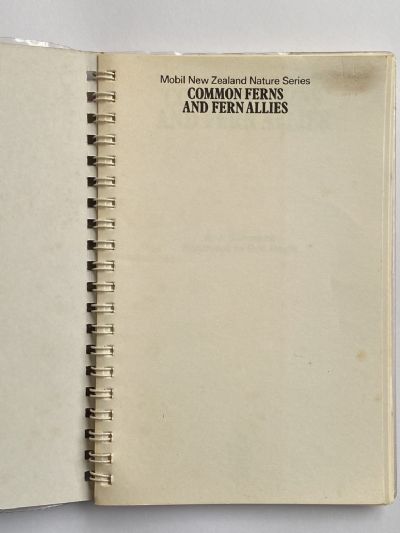 Mobil New Zealand Nature Series
COMMON FERNS
AND FERN ALLIES